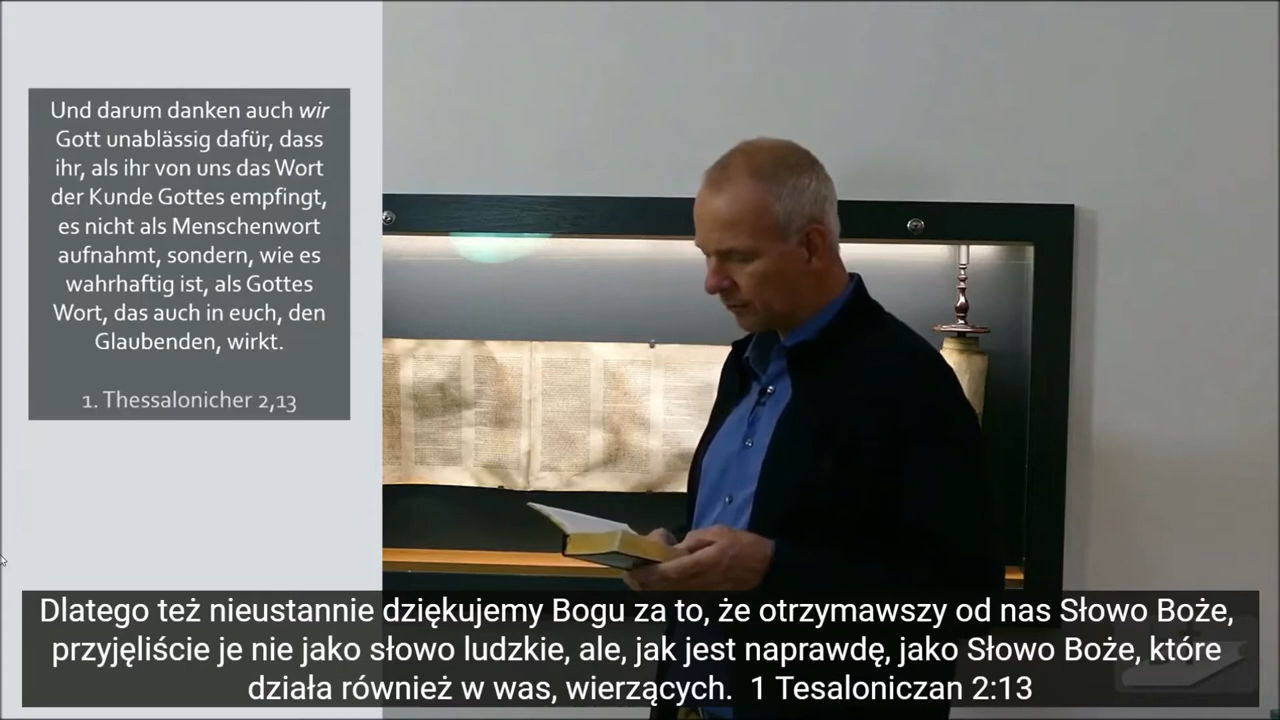 Und darum danken auch wir
Gott unablässig dafür, dass
ihr, als ihr von uns das Wort
der Kunde Gottes empfingt,
es nicht als Menschenwort
aufnahmt, sondern, wie es
wahrhaftig ist, als Gottes
Wort, das auch in euch, den
Glaubenden, wirkt.
1. Thessalonicher 2,13
Dlatego też nieustannie dziękujemy Bogu za to, że otrzymawszy od nas Słowo Boże,
przyjęliście je nie jako słowo ludzkie, ale, jak jest naprawdę, jako Słowo Boże, które
działa również w was, wierzących. 1 Tesaloniczan 2:13